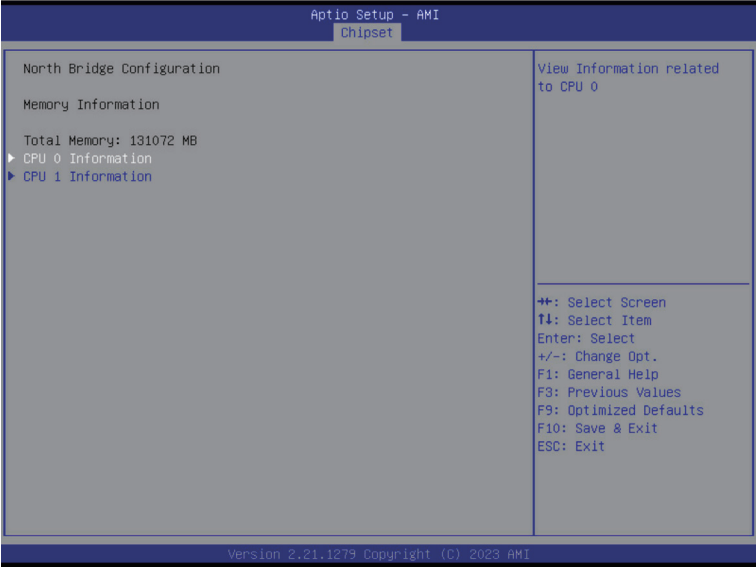 Aptio Setup – AMI
Chipset
North Bridge Configuration
Memory Information
Total Memory: 131072 MB
CPU 0 Information
CPU 1 Information
View Information related
to CPU 0
→←: Select Screen
↑↓: Select Item
Enter: Select
+/-: Change Opt.
F1: General Help
F3: Previous Values
F9: Optimized Defaults
F10: Save & Exit
ESC: Exit
Version 2.21.1279 Copyright (C) 2023 AMI